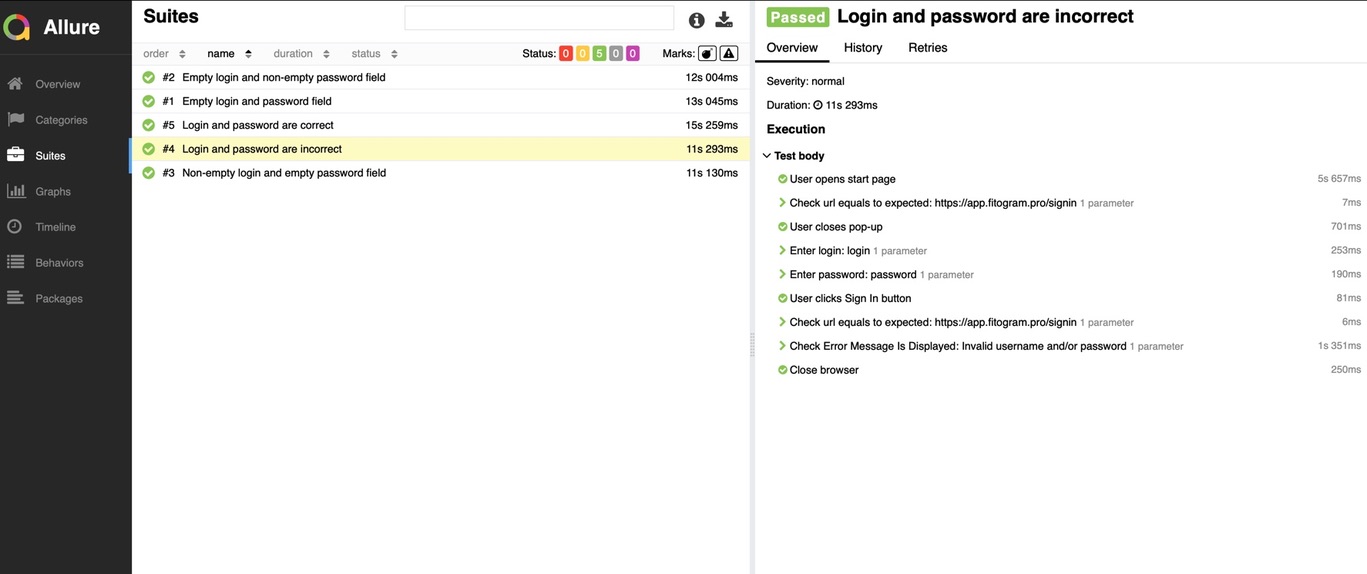 Allure
Overview
Categories
Suites
Graphs
Timeline
Behaviors
Packages
Suites
order name duration status Status: 0 0 5 0 0 Marks:
#2 Empty login and non-empty password field 12s 004ms
#1 Empty login and password field 13s 045ms
#5 Login and password are correct 15s 259ms
#4 Login and password are incorrect 11s 293ms
#3 Non-empty login and empty password field 11s 130ms
Passed Login and password are incorrect
Overview History Retries
Severity: normal
Duration: 11s 293ms
Execution
Test body
User opens start page 5s 657ms
Check url equals to expected: https://app.fitogram.pro/signin 1 parameter 7ms
User closes pop-up 701ms
Enter login: login 1 parameter 253ms
Enter password: password 1 parameter 190ms
User clicks Sign In button 81ms
Check url equals to expected: https://app.fitogram.pro/signin 1 parameter 6ms
Check Error Message Is Displayed: Invalid username and/or password 1 parameter 1s 351ms
Close browser 250ms